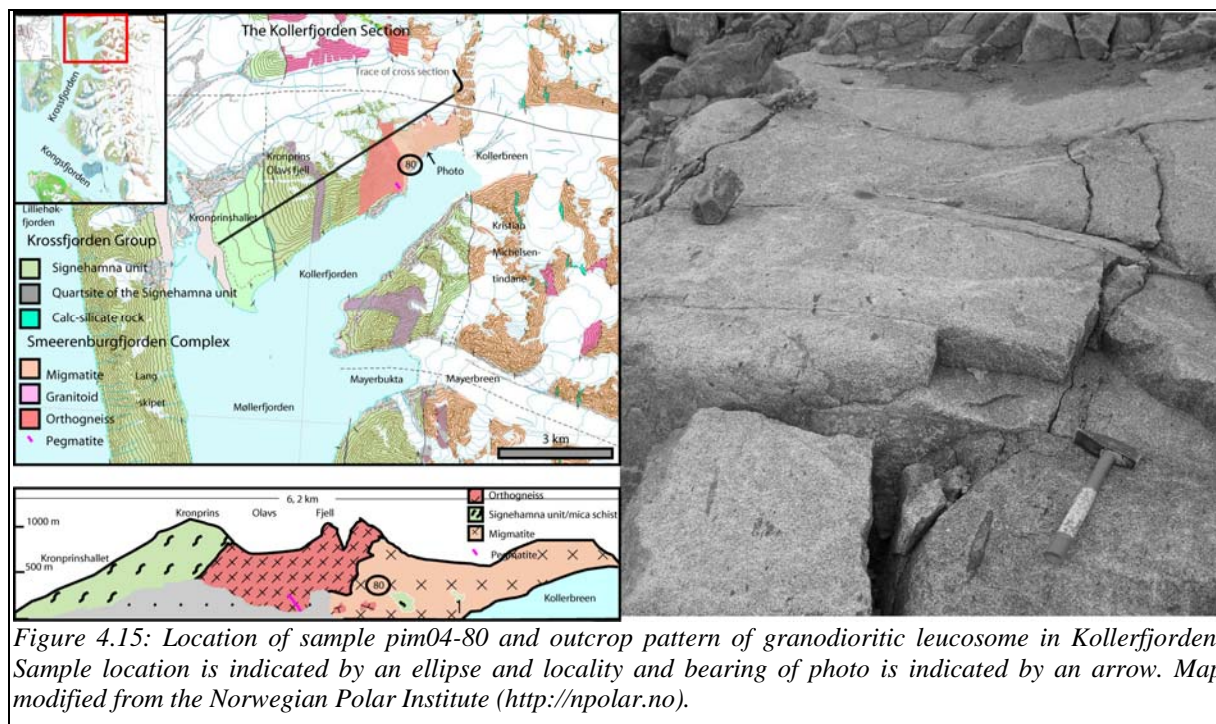 The Kollerfjorden Section
Trace of cross section
Krossfjorden
Kongsfjorden
Kronprins
Olavs fjell
80
Photo
Kollerbreen
Lilliehøk-
fjorden
Kronprinshallet
Krossfjorden Group
Signehamna unit
Quartsite of the Signehamna unit
Calc-silicate rock
Smeerenburgfjorden Complex
Migmatite
Granitoid
Orthogneiss
Pegmatite
Kollerfjorden
Kristian
Michelsen-
tindane
Lang
skipet
Mayerbukta
Mayerbreen
Møllerfjorden
3 km
6, 2 km
Kronprins Olavs Fjell
1000 m
Kronprinshallet
500 m
Orthogneiss
Signehamna unit/mica schist
Migmatite
Pegmatite
80
1
Kollerbreen
Figure 4.15: Location of sample pim04-80 and outcrop pattern of granodioritic leucosome in Kollerfjorden
Sample location is indicated by an ellipse and locality and bearing of photo is indicated by an arrow. Map
modified from the Norwegian Polar Institute (http://npolar.no).